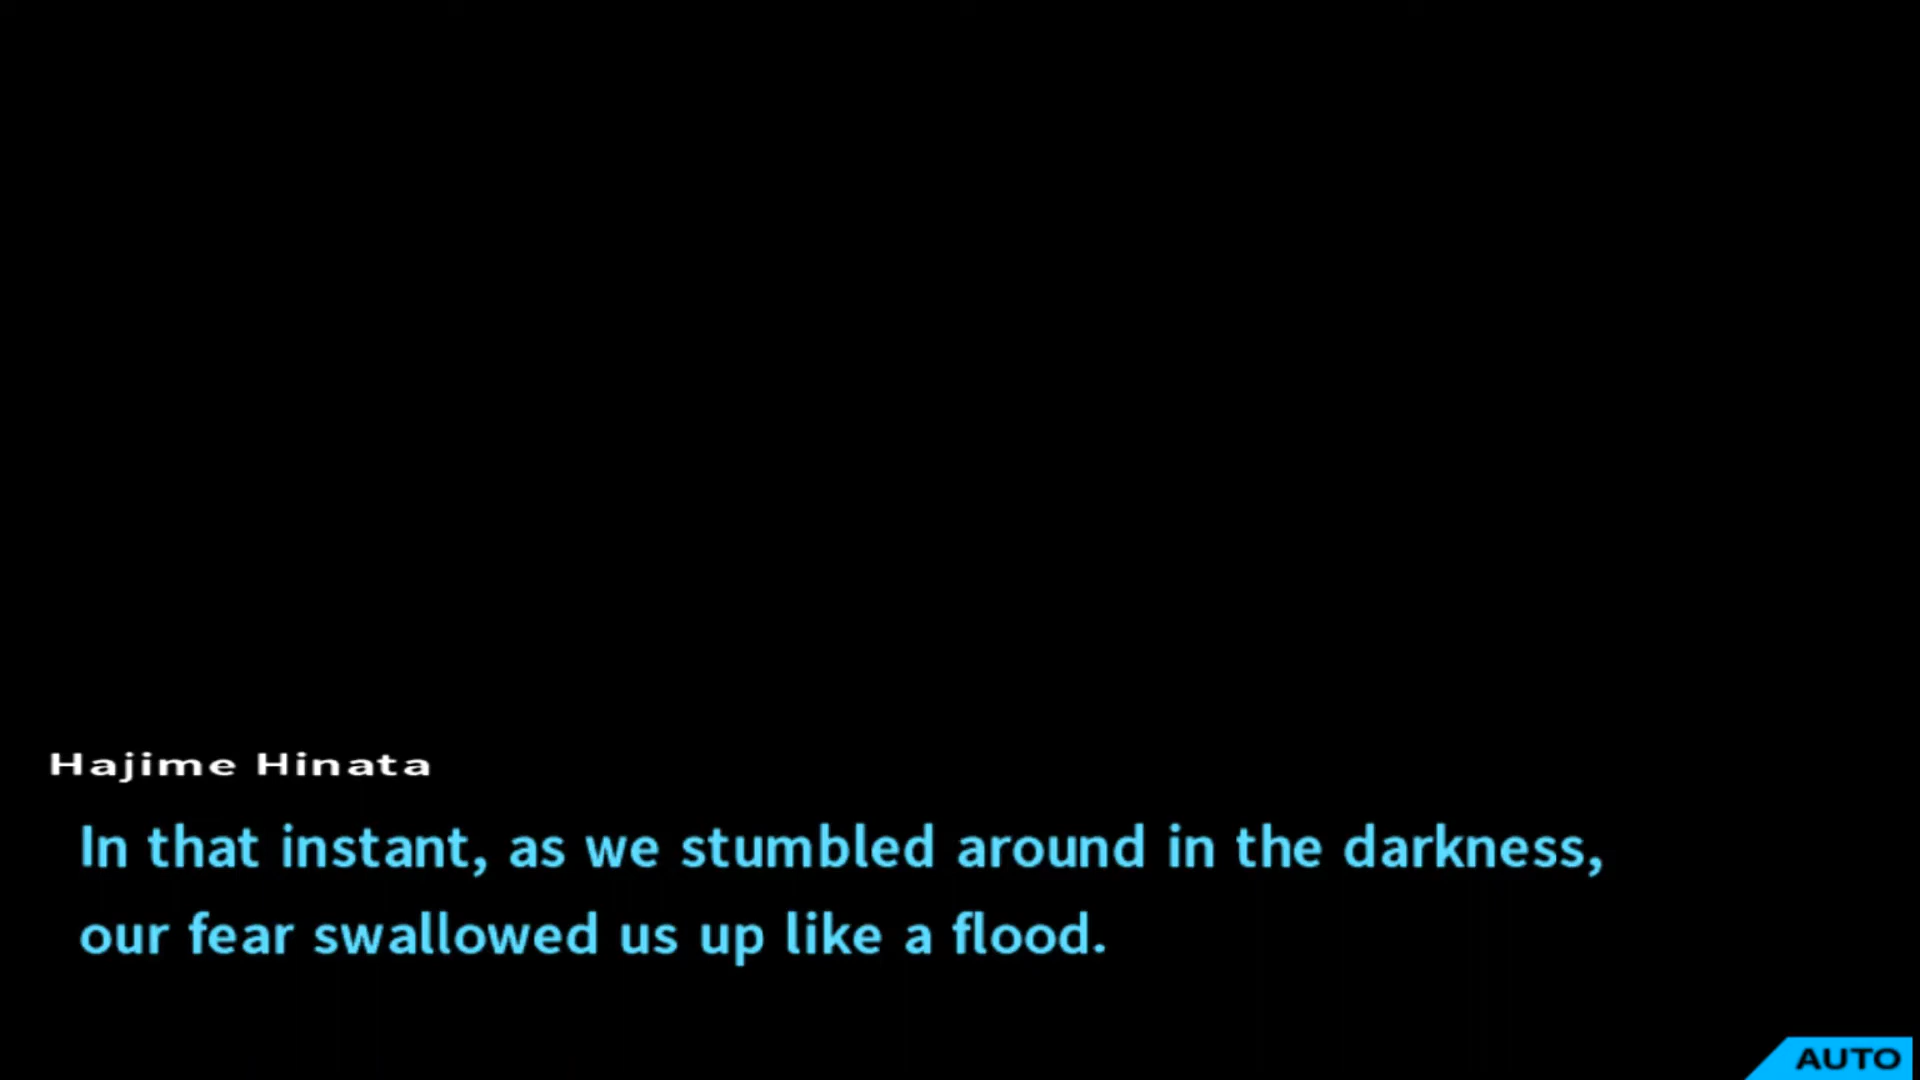 Hajime Hinata
In that instant, as we stumbled around in the darkness,
our fear swallowed us up like a flood.
AUTO